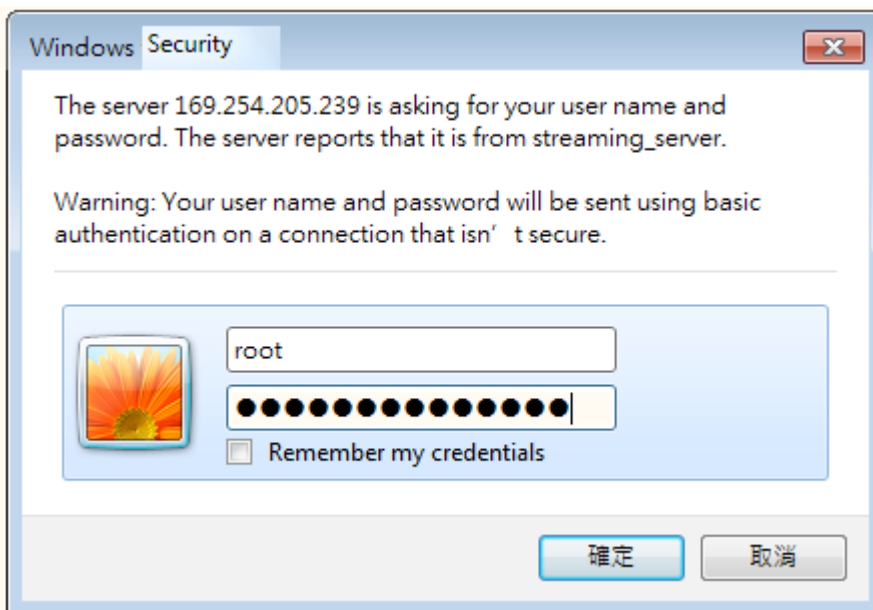 Windows Security
The server 169.254.205.239 is asking for your user name and
password. The server reports that it is from streaming_server.
Warning: Your user name and password will be sent using basic
authentication on a connection that isn’ t secure.
root
●●●●●●●●●●●●●●
Remember my credentials
確定
取消